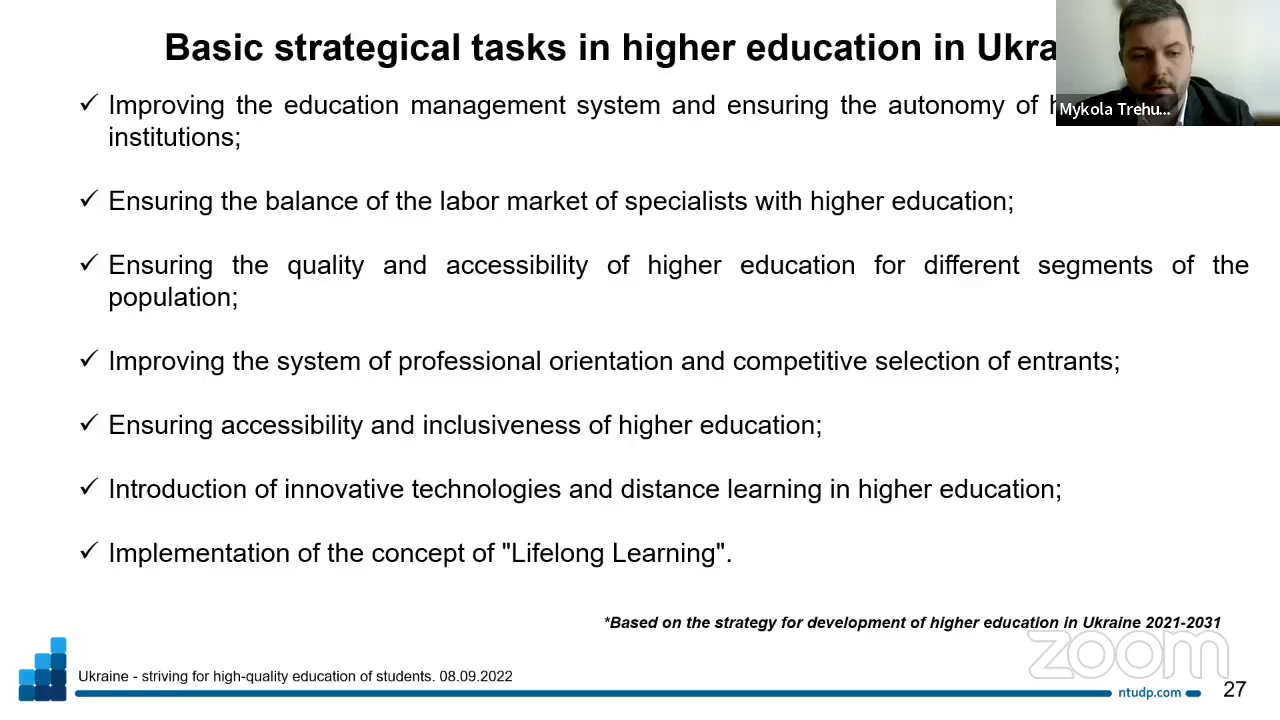 Basic strategical tasks in higher education in Ukra
Mykola Trehu...
✓ Improving the education management system and ensuring the autonomy of h
institutions;
✓ Ensuring the balance of the labor market of specialists with higher education;
✓ Ensuring the quality and accessibility of higher education for different segments of the
population;
✓ Improving the system of professional orientation and competitive selection of entrants;
✓ Ensuring accessibility and inclusiveness of higher education;
✓ Introduction of innovative technologies and distance learning in higher education;
✓ Implementation of the concept of "Lifelong Learning".
*Based on the strategy for development of higher education in Ukraine 2021-2031
zoom
Ukraine - striving for high-quality education of students. 08.09.2022
ntudp.com
27